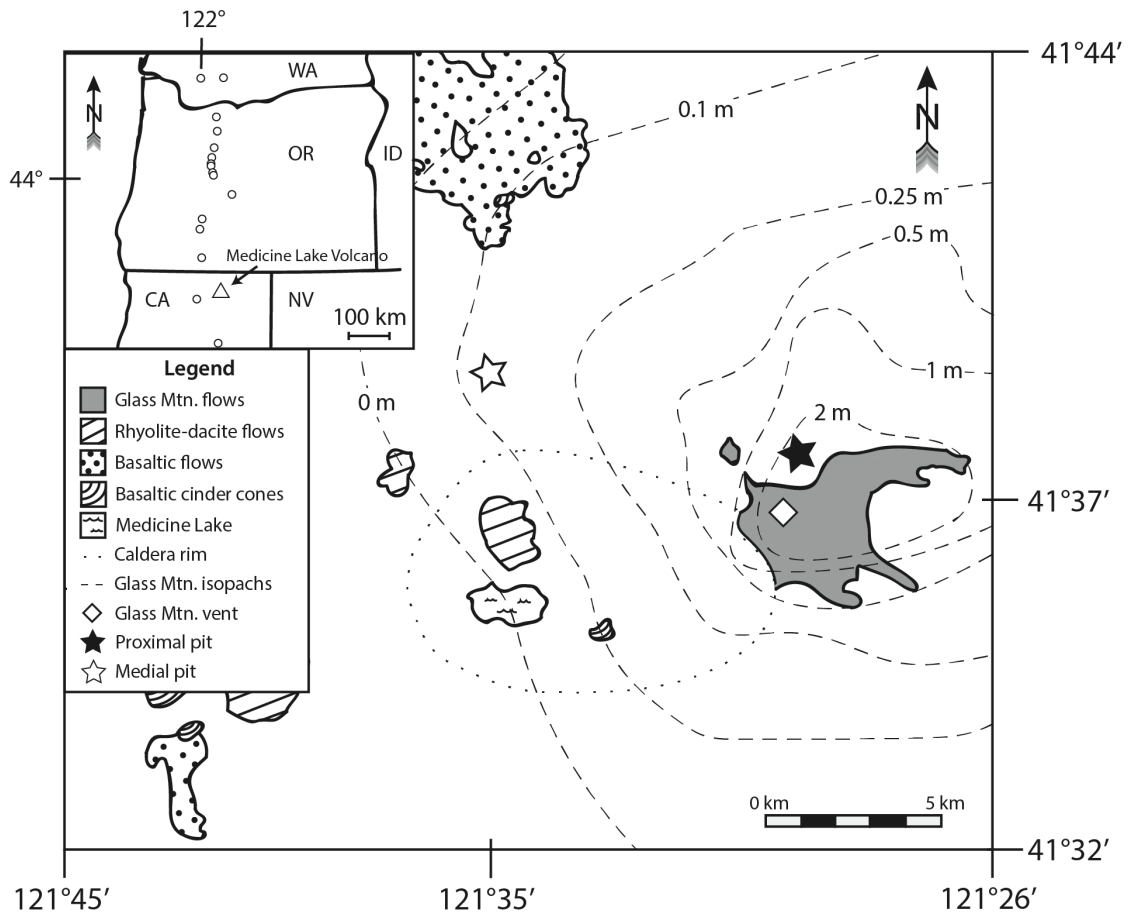 122°
41°44′
N
WA
OR
ID
44°
Medicine Lake Volcano
CA
NV
100 km
0.1 m
N
0.25 m
0.5 m
1 m
2 m
0 m
Legend
Glass Mtn. flows
Rhyolite-dacite flows
Basaltic flows
Basaltic cinder cones
Medicine Lake
Caldera rim
Glass Mtn. isopachs
Glass Mtn. vent
Proximal pit
Medial pit
41°37′
0 km
5 km
41°32′
121°45′
121°35′
121°26′